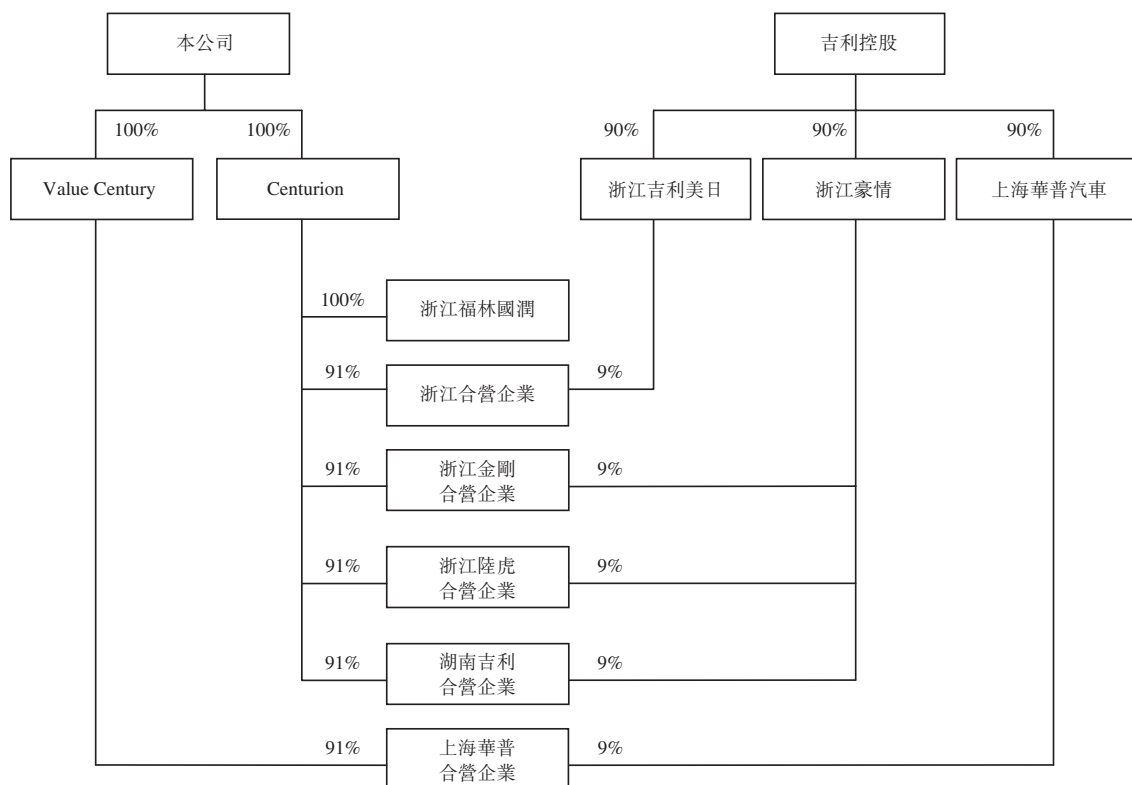 本公司
吉利控股
100%
100%
90%
90%
90%
Value Century
Centurion
浙江吉利美日
浙江豪情
上海華普汽車
100%
浙江福林國潤
91%
浙江合營企業
9%
91%
浙江金剛
合營企業
9%
91%
浙江陸虎
合營企業
9%
91%
湖南吉利
合營企業
9%
91%
上海華普
合營企業
9%